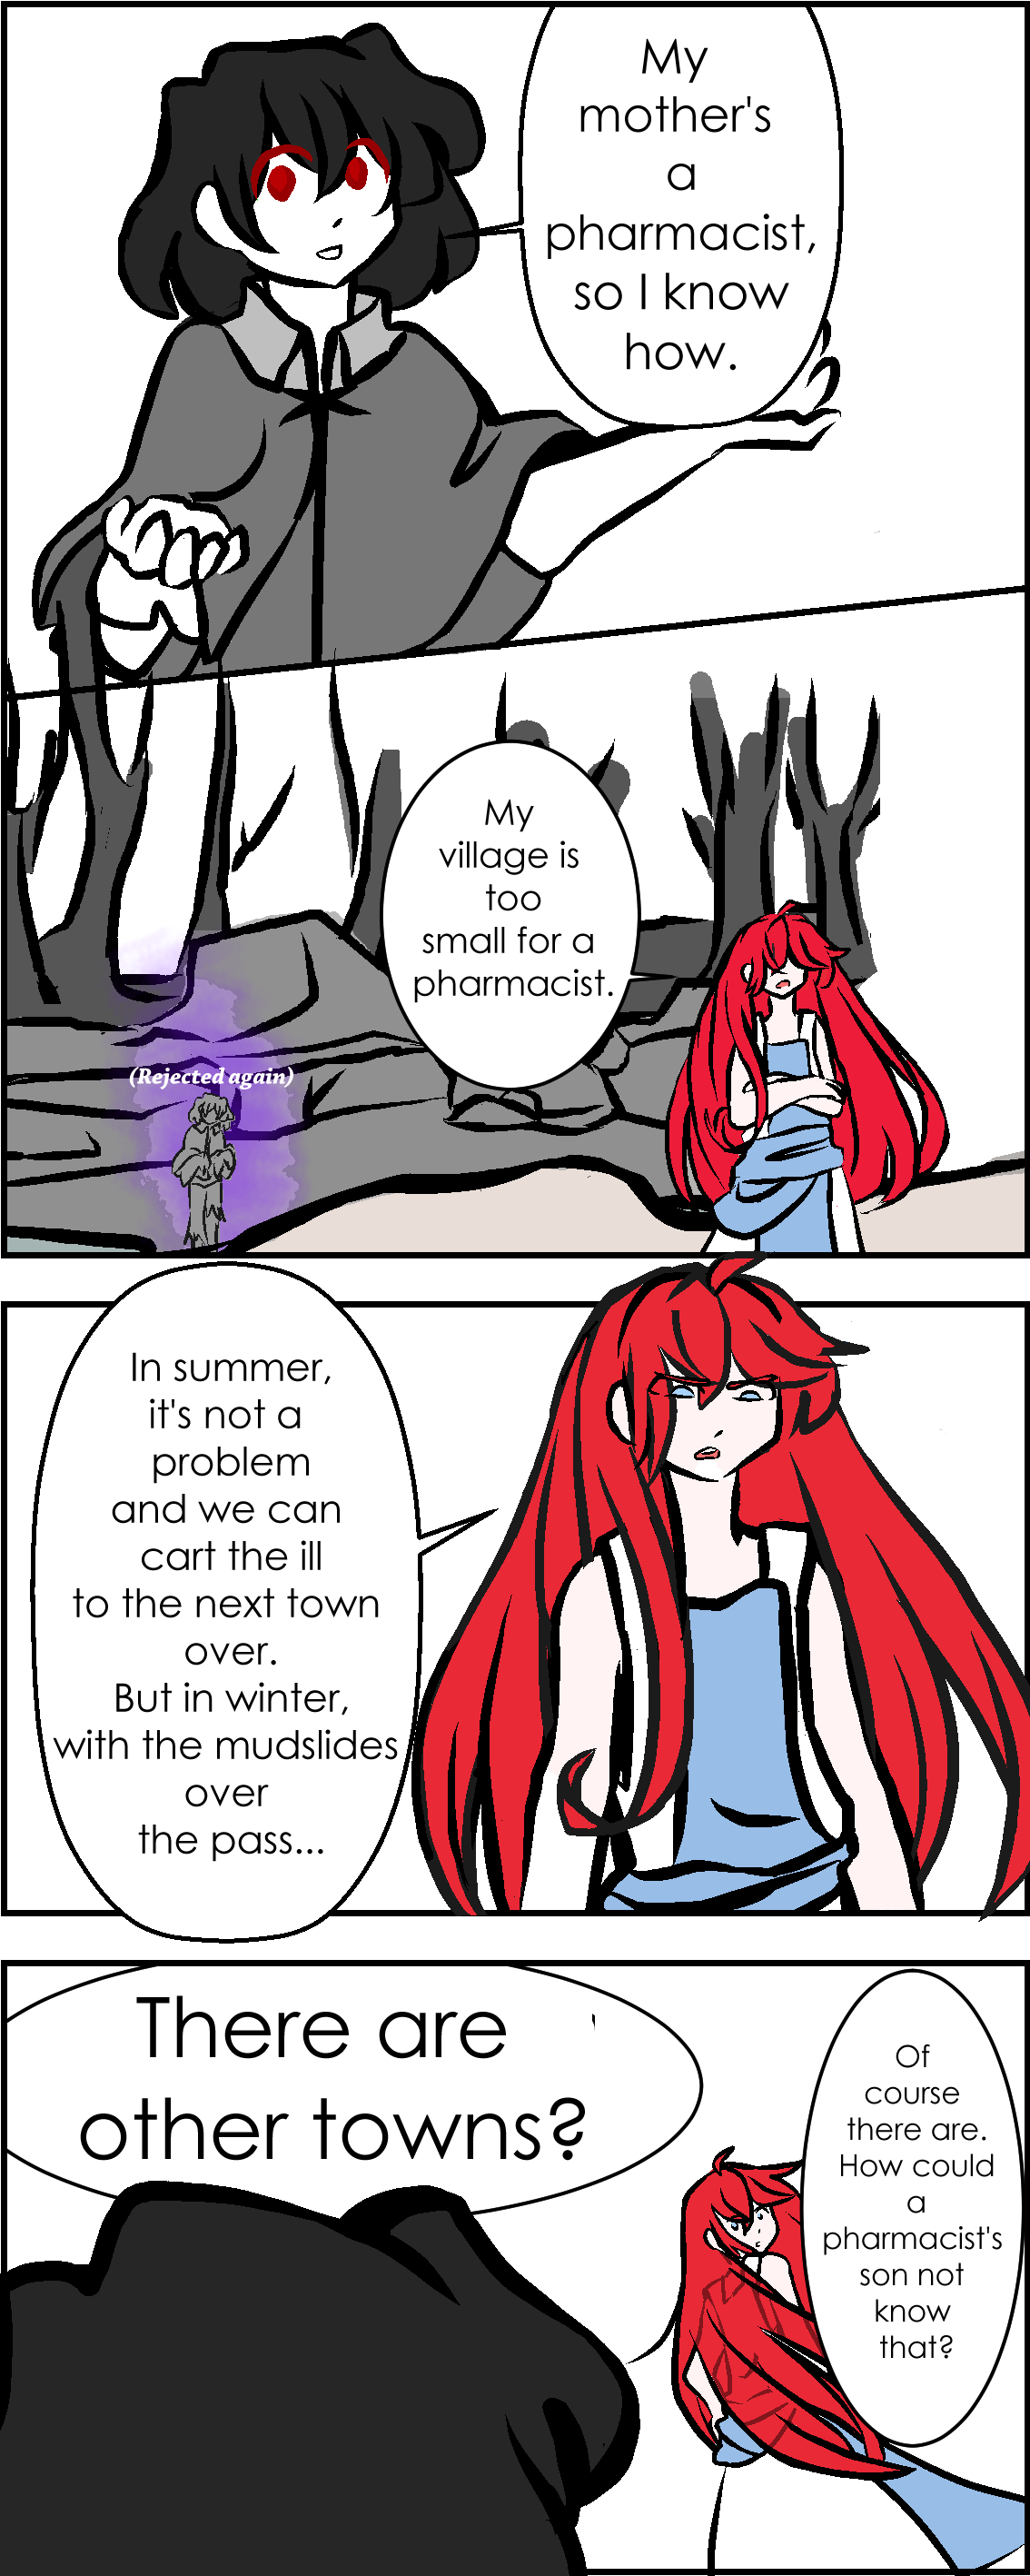 My
mother's
a
pharmacist,
so I know
how.
My
village is
too
small for a
pharmacist.
(Rejected again)
In summer,
it's not a
problem
and we can
cart the ill
to the next town
over.
But in winter,
with the mudslides
over
the pass...
There are
other towns?
Of
course
there are.
How could
a
pharmacist's
son not
know
that?